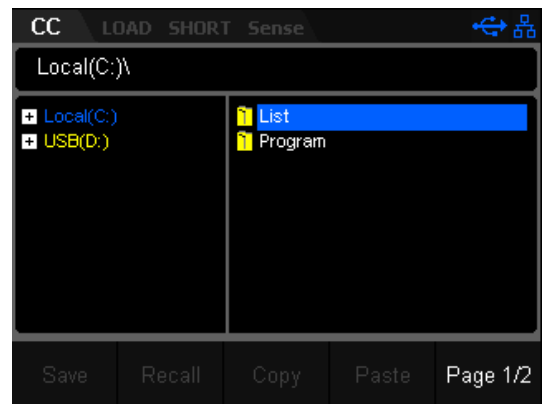 CC LOAD SHORT Sense
Local(C:)\
Local(C:)
USB(D:)
List
Program
Save Recall Copy Paste Page 1/2